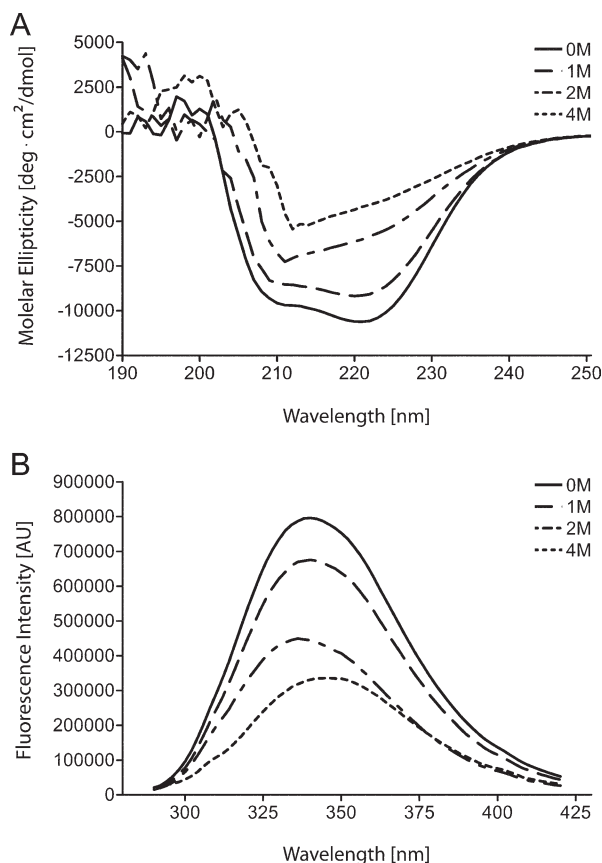 A
Molelar Ellipticity [deg · cm²/dmol]
5000
2500
0
-2500
-5000
-7500
-10000
-12500
190 200 210 220 230 240 250
Wavelength [nm]
0M
1M
2M
4M
B
Fluorescence Intensity [AU]
900000
800000
700000
600000
500000
400000
300000
200000
100000
0
300 325 350 375 400 425
Wavelength [nm]
0M
1M
2M
4M